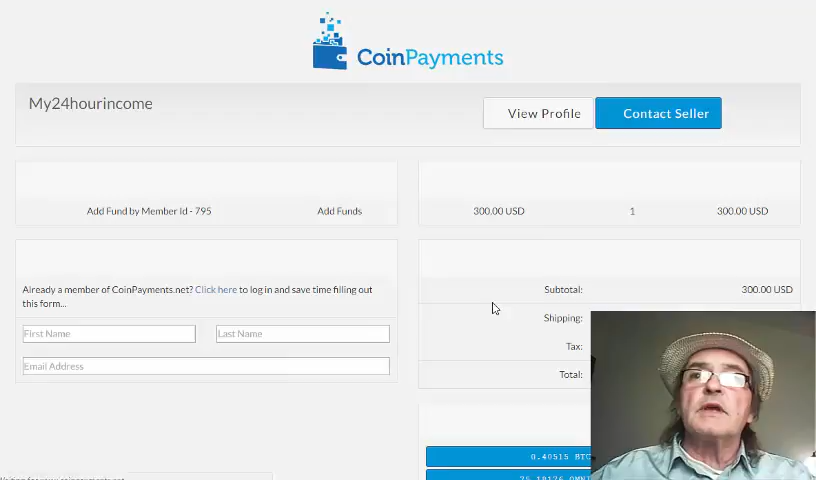 CoinPayments
My24hourincome
View Profile
Contact Seller
Add Fund by Member Id - 795
Add Funds
300.00 USD
1
300.00 USD
Already a member of CoinPayments.net? Click here to log in and save time filling out
this form...
First Name
Last Name
Email Address
Subtotal:
300.00 USD
Shipping:
Tax:
Total:
0.40515 BTC